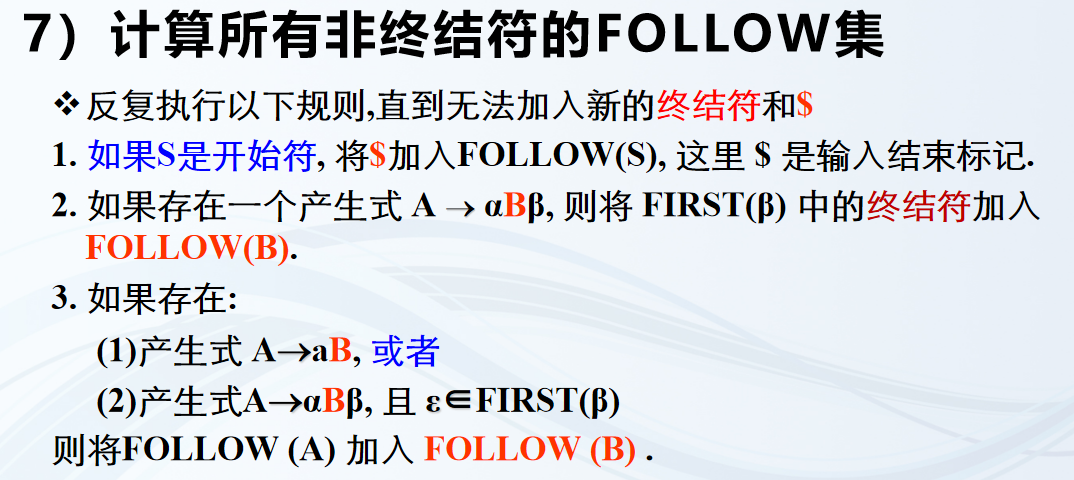 7）计算所有非终结符的FOLLOW集
❖反复执行以下规则,直到无法加入新的终结符和$
1. 如果S是开始符, 将$加入FOLLOW(S), 这里 $ 是输入结束标记.
2. 如果存在一个产生式 A → αBβ, 则将 FIRST(β) 中的终结符加入
FOLLOW(B).
3. 如果存在:
(1)产生式 A→aB, 或者
(2)产生式A→αBβ, 且 ε∈FIRST(β)
则将FOLLOW (A) 加入 FOLLOW (B) .